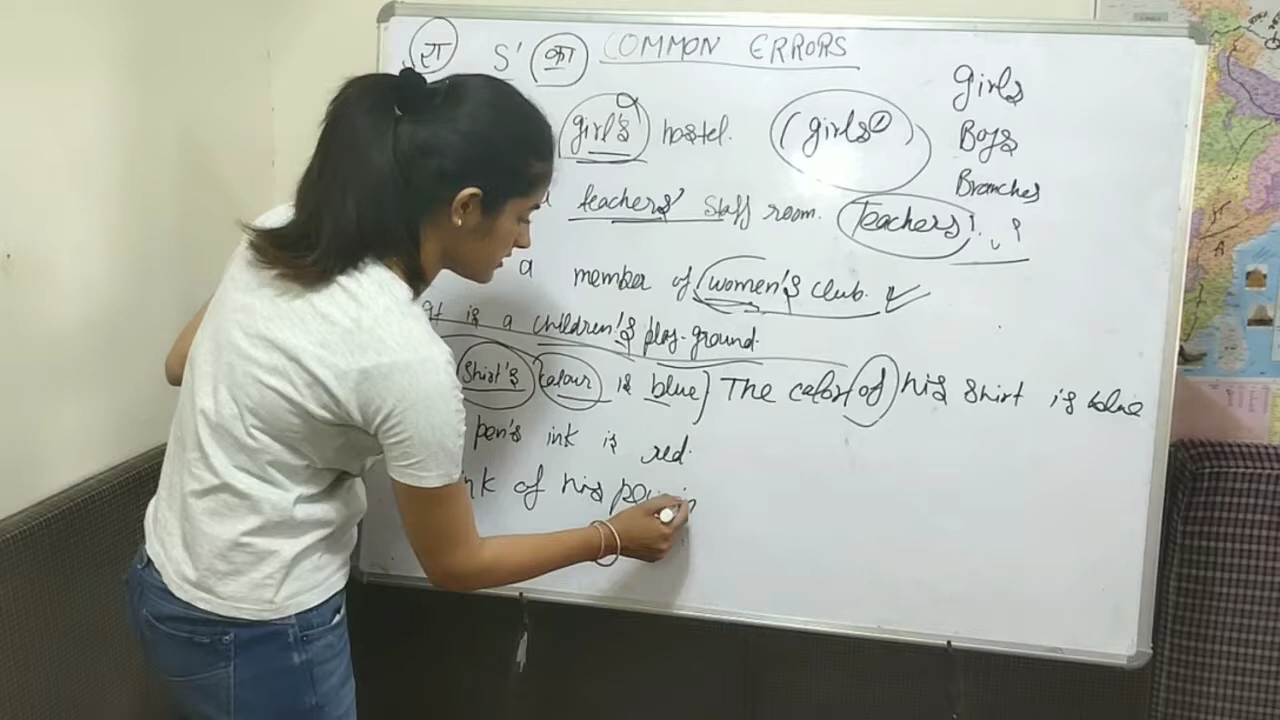 रा S' का COMMON ERRORS
girl's hostel. (girls') Girls
Boys
Branches
teachers' staff room. Teachers'
a member of women's club.
It is a children's play-ground.
Shirt's colour is blue} The color of his shirt is blue
pen's ink is red.
of his